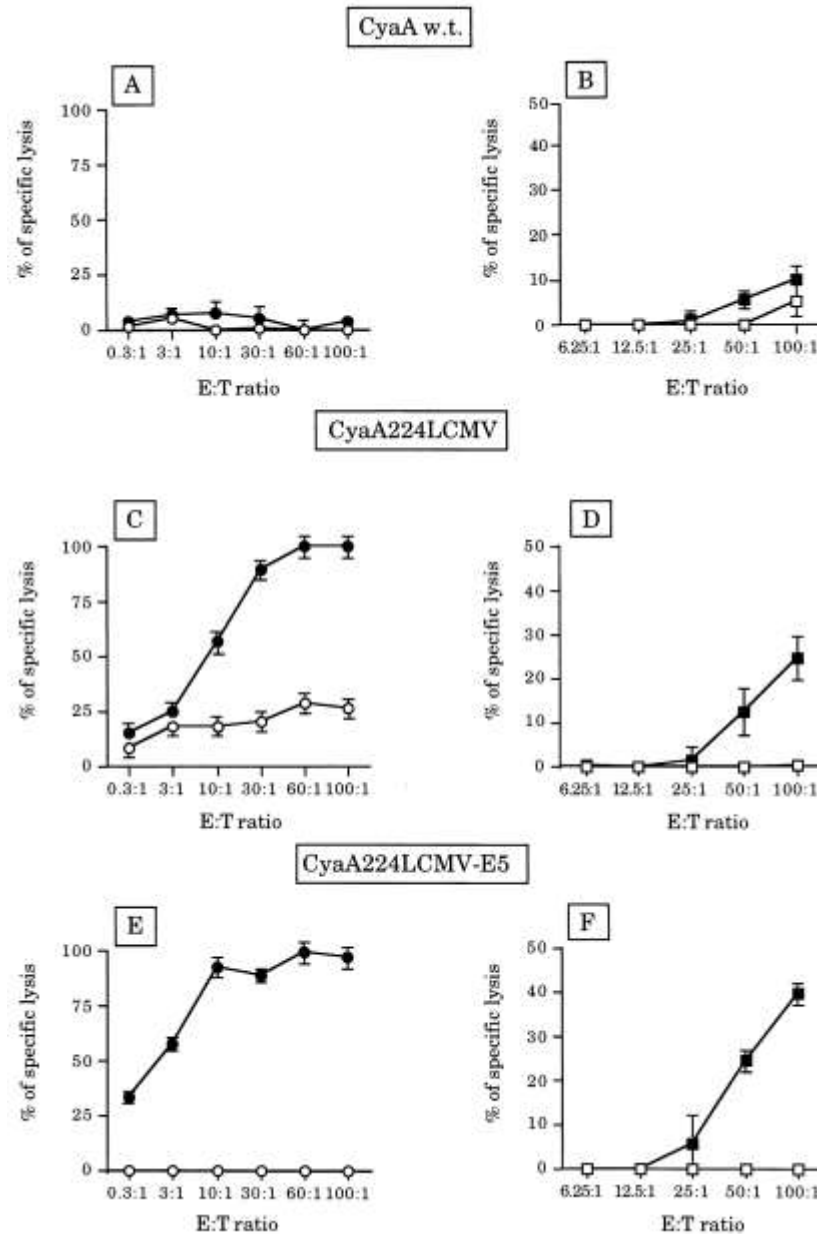 CyaA w.t.
A
B
% of specific lysis
100
75
50
25
0
0.3:1 3:1 10:1 30:1 60:1 100:1
E:T ratio
% of specific lysis
50
40
30
20
10
0
6.25:1 12.5:1 25:1 50:1 100:1
E:T ratio
CyaA224LCMV
C
D
% of specific lysis
100
75
50
25
0
0.3:1 3:1 10:1 30:1 60:1 100:1
E:T ratio
% of specific lysis
50
40
30
20
10
0
6.25:1 12.5:1 25:1 50:1 100:1
E:T ratio
CyaA224LCMV-E5
E
F
% of specific lysis
100
75
50
25
0
0.3:1 3:1 10:1 30:1 60:1 100:1
E:T ratio
% of specific lysis
50
40
30
20
10
0
6.25:1 12.5:1 25:1 50:1 100:1
E:T ratio